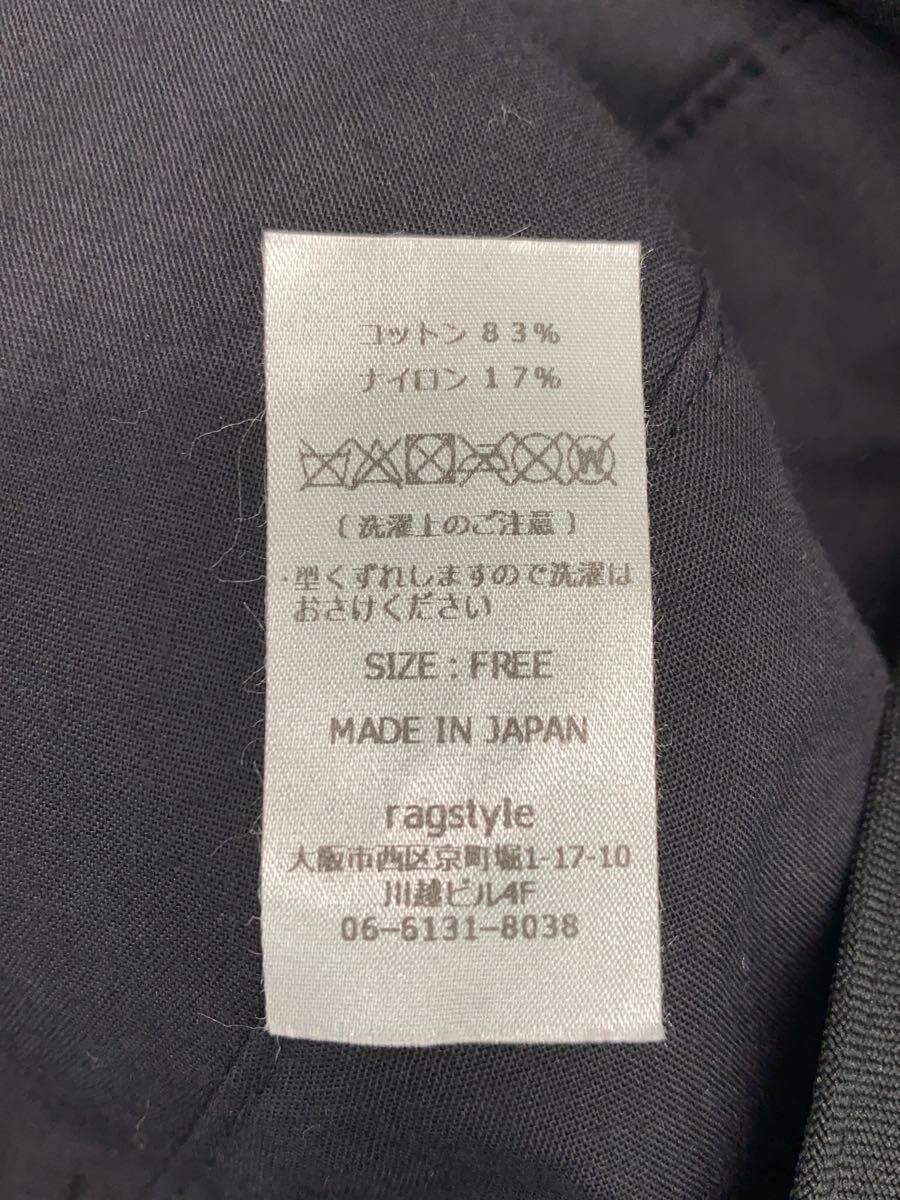 コットン 83%
ナイロン 17%
W
(洗濯上のご注意)
・型くずれしますので洗濯は
おさけください
SIZE : FREE
MADE IN JAPAN
ragstyle
大阪市西区京町堀1-17-10
川越ビル4F
06-6131-8038